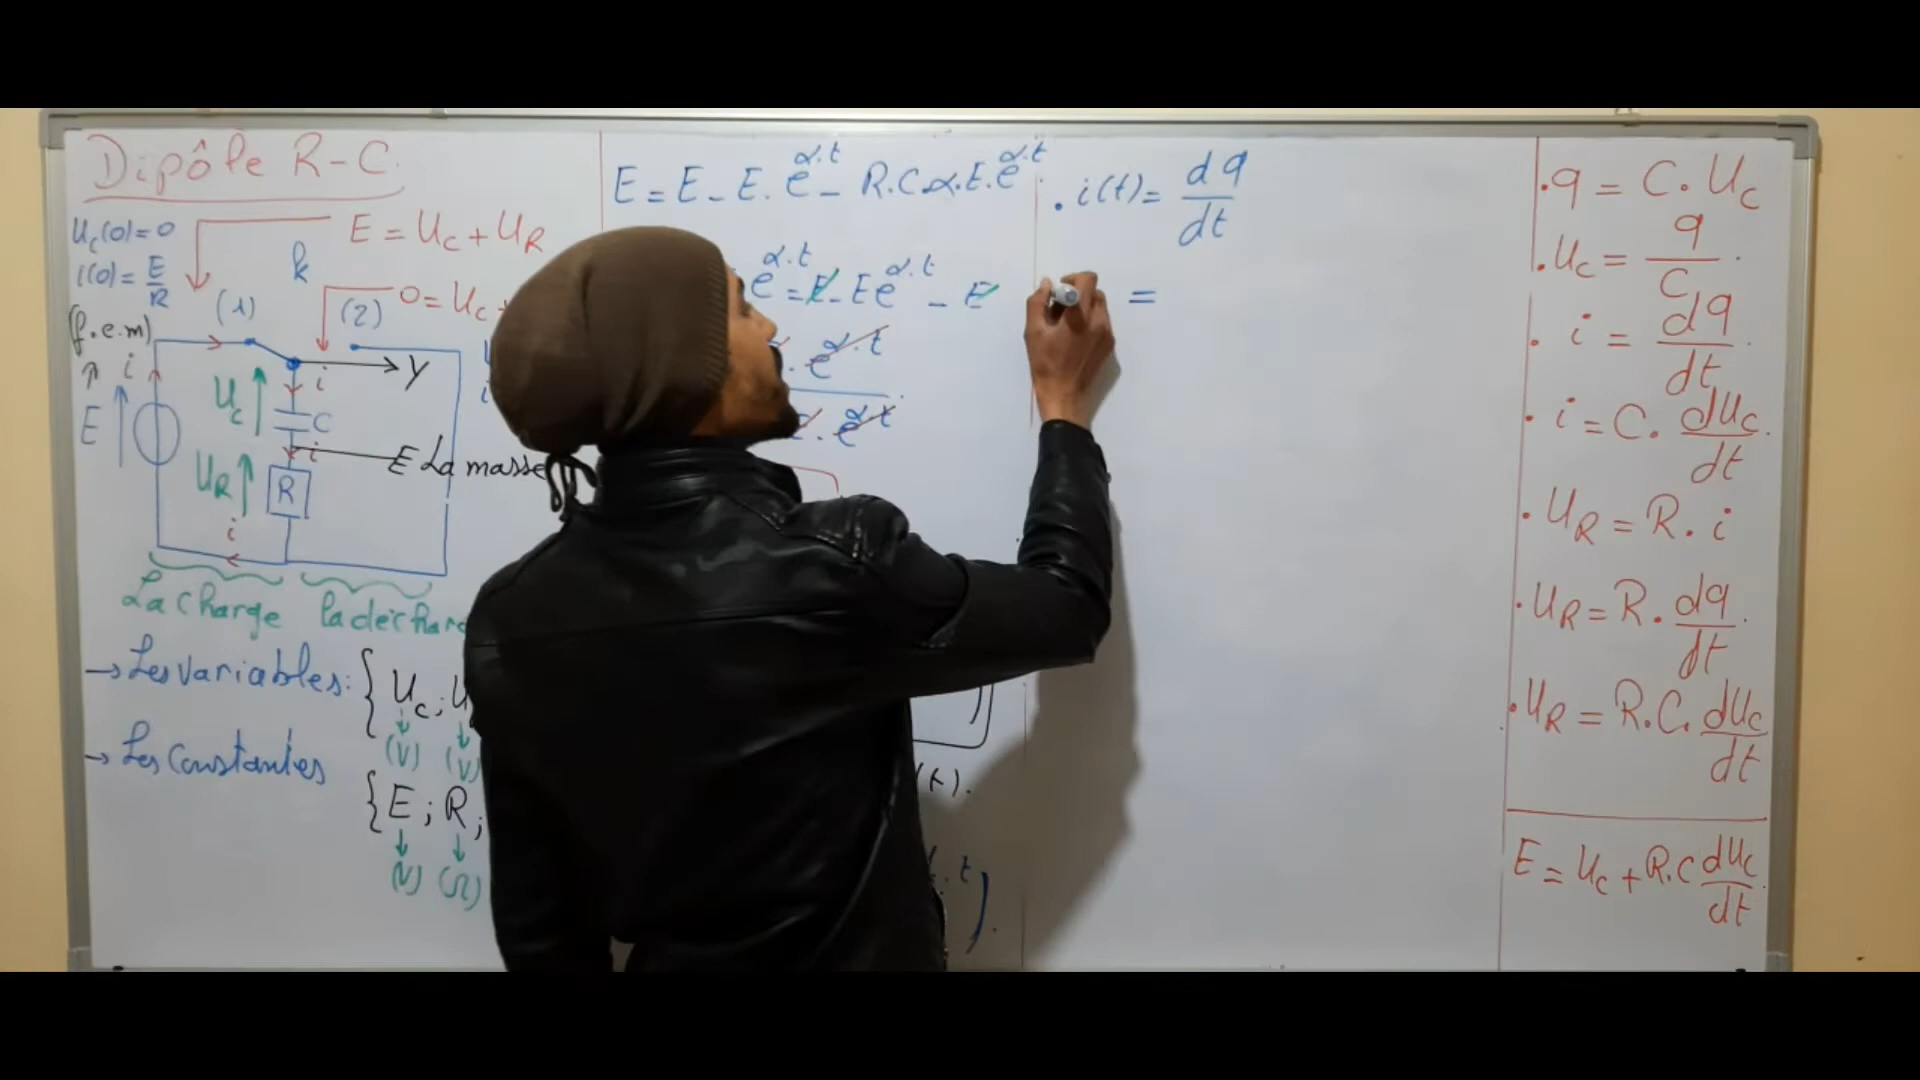 Dipôle R-C.
Uc(0)=0
i(0)=E/R
E = Uc + UR
k
0 = Uc +
(1)
(2)
(f.e.m)
i
y
i
Uc
C
E
i
E La masse
UR
R
i
La charge
la déchar
→ Les variables: { Uc ; U
(V) (V)
→ Les Constantes
{ E ; R ;
(V) (Ω)
E = E - E. e^α.t - R.C.α.E.e^α.t
e^α.t = E - E e^α.t - E
. e^α.t
. e^α.t
(t).
. t ) .
. i(t) = dq/dt
=
. q = C. Uc
. Uc = q/C .
. i = dq/dt .
. i = C. dUc/dt .
. UR = R. i
. UR = R. dq/dt .
. UR = R.C. dUc/dt
E = Uc + R.C dUc/dt .